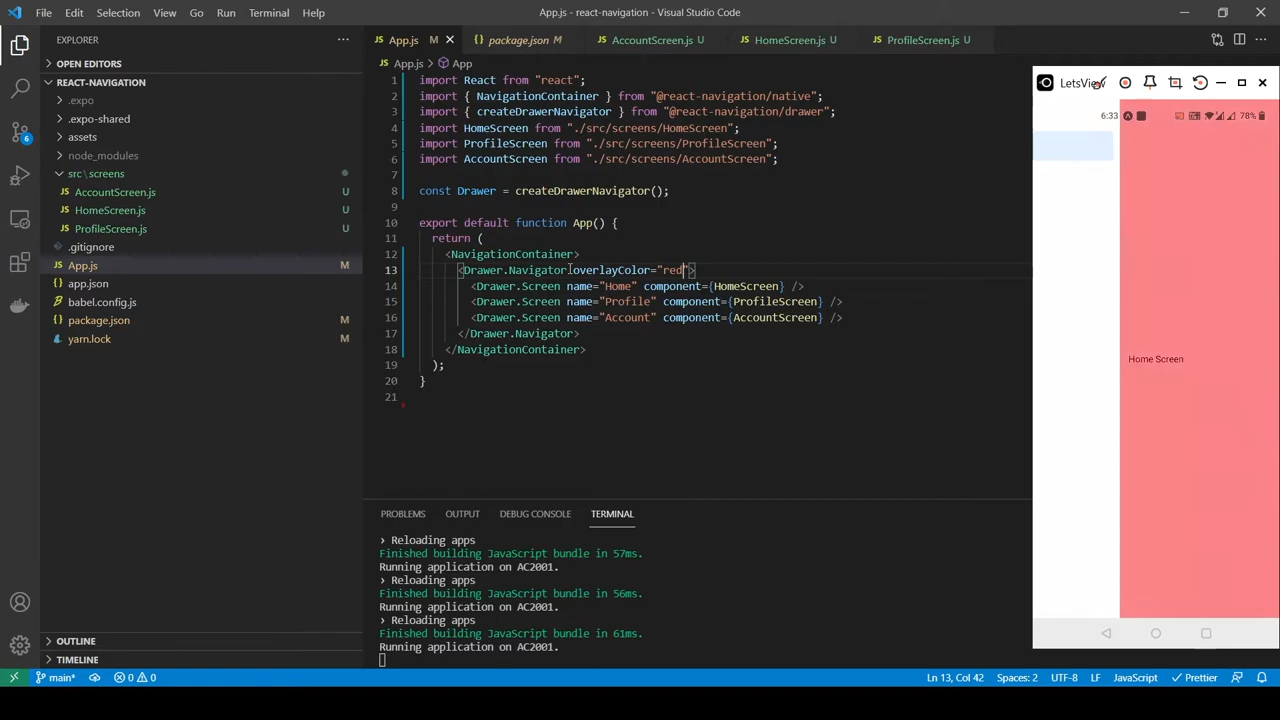 File Edit Selection View Go Run Terminal Help
App.js - react-navigation - Visual Studio Code
EXPLORER
OPEN EDITORS
REACT-NAVIGATION
.expo
.expo-shared
assets
node_modules
src\screens
AccountScreen.js U
HomeScreen.js U
ProfileScreen.js U
.gitignore
App.js M
app.json
babel.config.js
package.json M
yarn.lock M
OUTLINE
TIMELINE
App.js M
package.json M
AccountScreen.js U
HomeScreen.js U
ProfileScreen.js U
App.js > App
1 import React from "react";
2 import { NavigationContainer } from "@react-navigation/native";
3 import { createDrawerNavigator } from "@react-navigation/drawer";
4 import HomeScreen from "./src/screens/HomeScreen";
5 import ProfileScreen from "./src/screens/ProfileScreen";
6 import AccountScreen from "./src/screens/AccountScreen";
7
8 const Drawer = createDrawerNavigator();
9
10 export default function App() {
11 return (
12 <NavigationContainer>
13 <Drawer.Navigator overlayColor="red">
14 <Drawer.Screen name="Home" component={HomeScreen} />
15 <Drawer.Screen name="Profile" component={ProfileScreen} />
16 <Drawer.Screen name="Account" component={AccountScreen} />
17 </Drawer.Navigator>
18 </NavigationContainer>
19 );
20 }
21
PROBLEMS OUTPUT DEBUG CONSOLE TERMINAL
› Reloading apps
Finished building JavaScript bundle in 57ms.
Running application on AC2001.
› Reloading apps
Finished building JavaScript bundle in 56ms.
Running application on AC2001.
› Reloading apps
Finished building JavaScript bundle in 61ms.
Running application on AC2001.
LetsView
6:33
78%
Home Screen
6
main* 0 0
Ln 13, Col 42 Spaces: 2 UTF-8 LF JavaScript Prettier